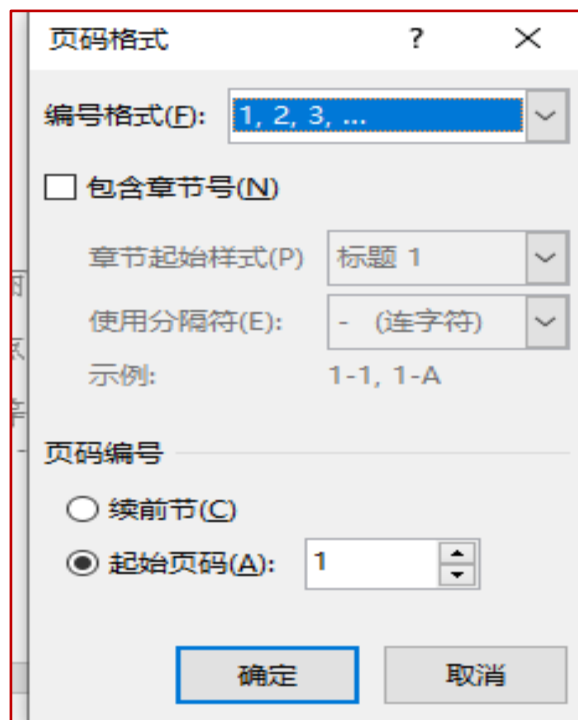 页码格式 ?
编号格式(F): 1, 2, 3, ...
包含章节号(N)
章节起始样式(P) 标题 1
使用分隔符(E): - (连字符)
示例: 1-1, 1-A
页码编号
续前节(C)
起始页码(A): 1
确定 取消